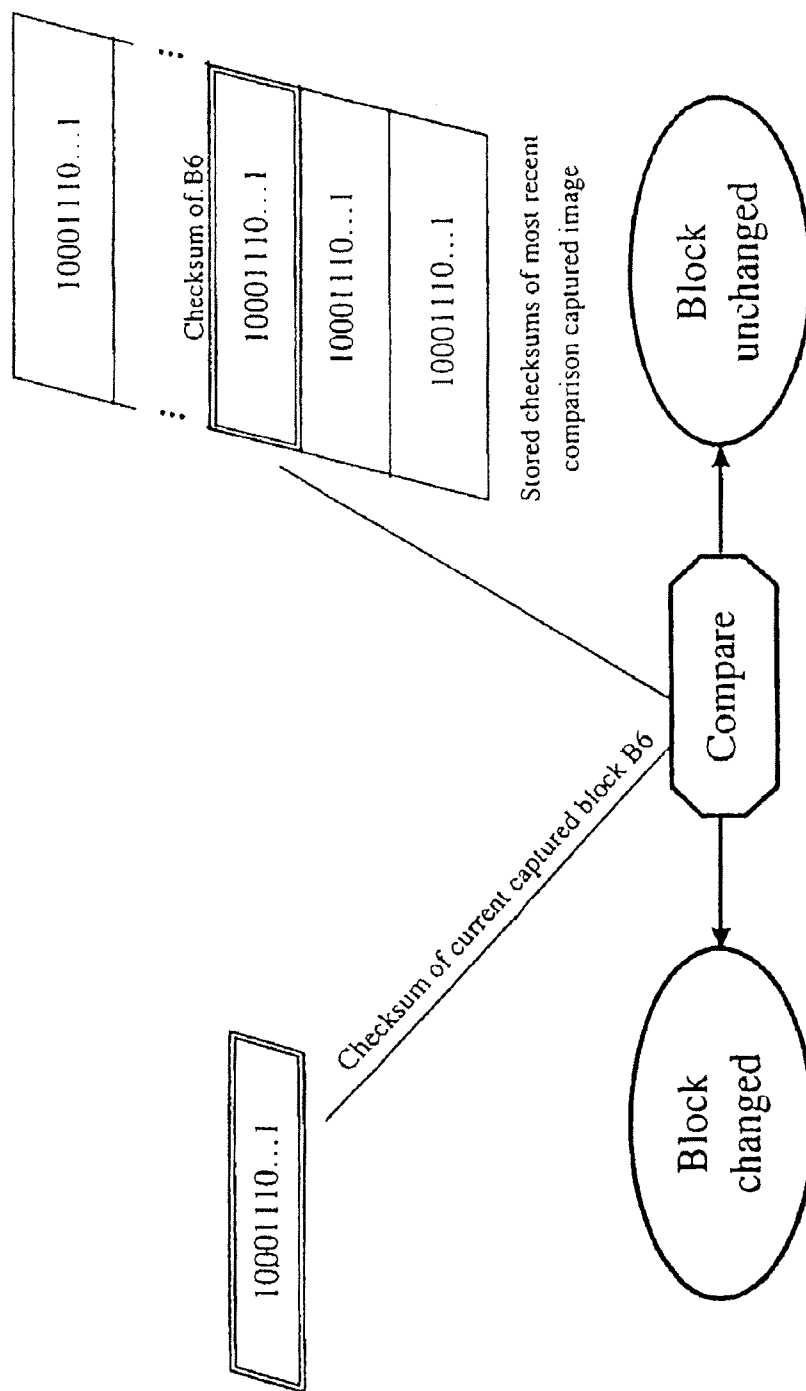 10001110...1
⋮ ⋮
Checksum of B6
10001110...1
10001110...1
10001110...1
10001110...1
Stored checksums of most recent
comparison captured image
Checksum of current captured block B6
Block
changed
Compare
Block
unchanged